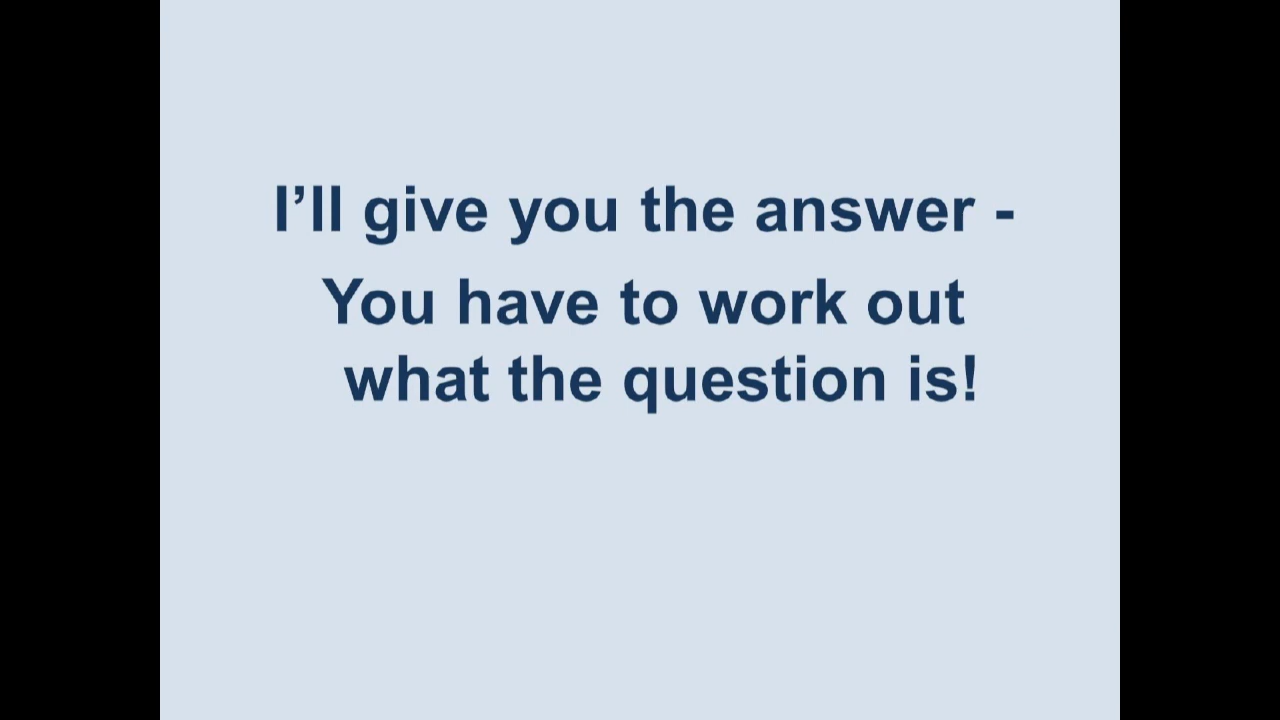 I’ll give you the answer -
You have to work out
what the question is!